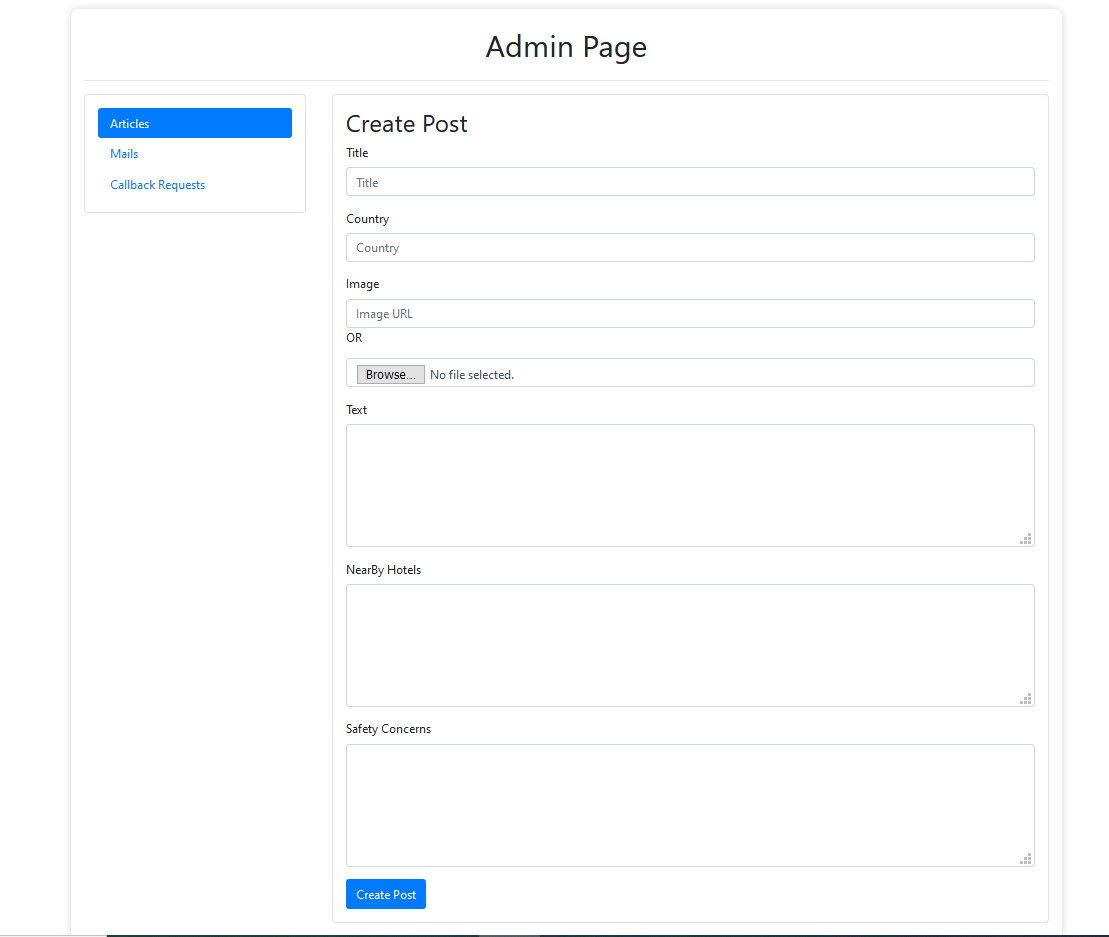 Admin Page
Articles
Mails
Callback Requests
Create Post
Title
Title
Country
Country
Image
Image URL
OR
Browse... No file selected.
Text
NearBy Hotels
Safety Concerns
Create Post